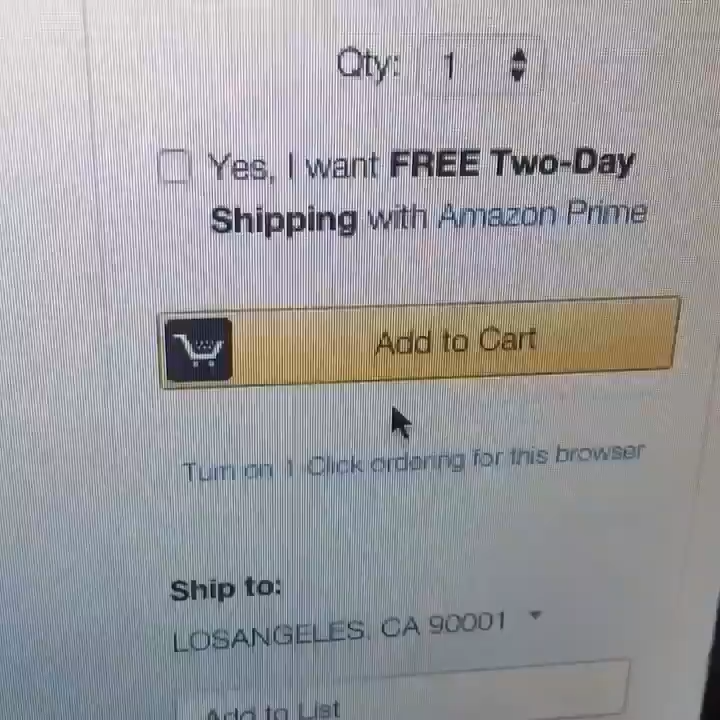 Qty: 1
Yes, I want FREE Two-Day
Shipping with Amazon Prime
Add to Cart
Turn on 1 Click ordering for this browser
Ship to:
LOSANGELES, CA 90001
Add to List